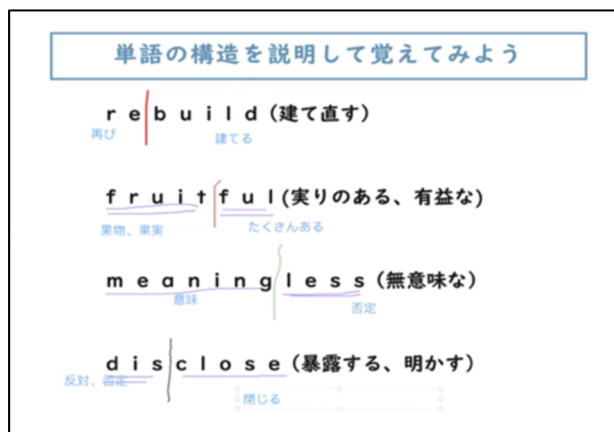 単語の構造を説明して覚えてみよう
rebuild(建て直す)
再び 建てる
fruitful(実りのある、有益な)
果物、果実 たくさんある
meaningless(無意味な)
意味 否定
disclose(暴露する、明かす)
反対、否定
閉じる